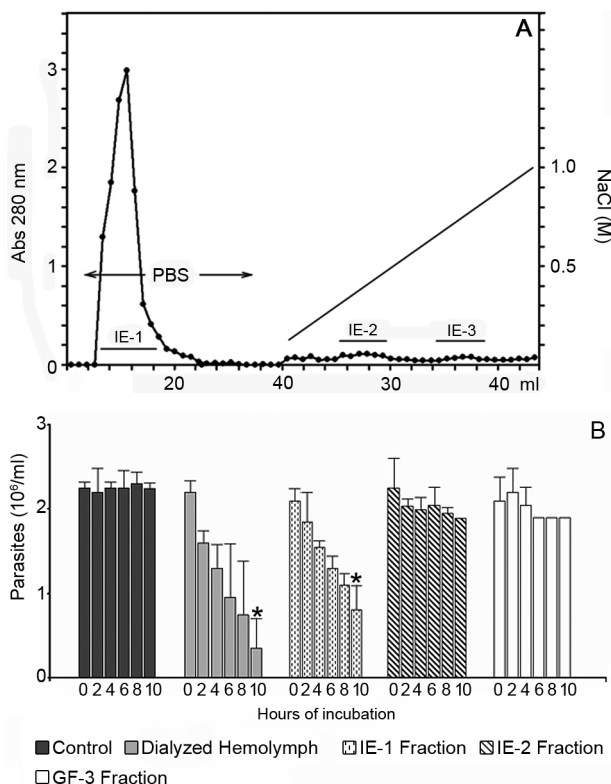 A
3
2
1
0
Abs 280 nm
PBS
IE-1
IE-2
IE-3
1.0
0.5
NaCl (M)
20 40 30 40 ml
B
3
2
1
0
Parasites (10⁶/ml)
* *
0 2 4 6 8 10 0 2 4 6 8 10 0 2 4 6 8 10 0 2 4 6 8 10 0 2 4 6 8 10
Hours of incubation
Control Dialyzed Hemolymph IE-1 Fraction IE-2 Fraction
GF-3 Fraction